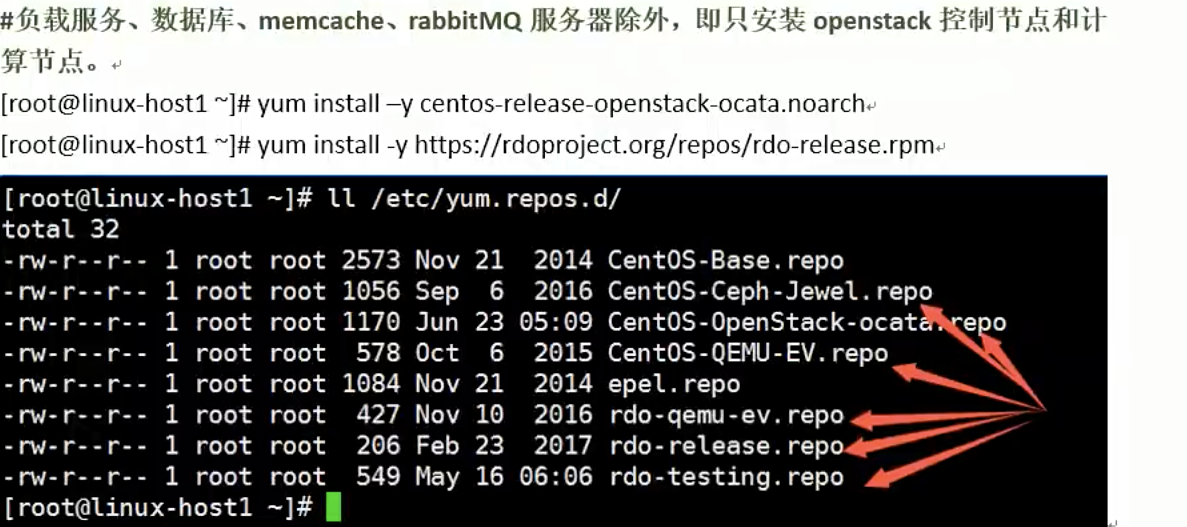 #负载服务、数据库、memcache、rabbitMQ 服务器除外，即只安装 openstack 控制节点和计
算节点。
[root@linux-host1 ~]# yum install –y centos-release-openstack-ocata.noarch
[root@linux-host1 ~]# yum install -y https://rdoproject.org/repos/rdo-release.rpm
[root@linux-host1 ~]# ll /etc/yum.repos.d/
total 32
-rw-r--r-- 1 root root 2573 Nov 21  2014 CentOS-Base.repo
-rw-r--r-- 1 root root 1056 Sep  6  2016 CentOS-Ceph-Jewel.repo
-rw-r--r-- 1 root root 1170 Jun 23 05:09 CentOS-OpenStack-ocata.repo
-rw-r--r-- 1 root root  578 Oct  6  2015 CentOS-QEMU-EV.repo
-rw-r--r-- 1 root root 1084 Nov 21  2014 epel.repo
-rw-r--r-- 1 root root  427 Nov 10  2016 rdo-qemu-ev.repo
-rw-r--r-- 1 root root  206 Feb 23  2017 rdo-release.repo
-rw-r--r-- 1 root root  549 May 16 06:06 rdo-testing.repo
[root@linux-host1 ~]#